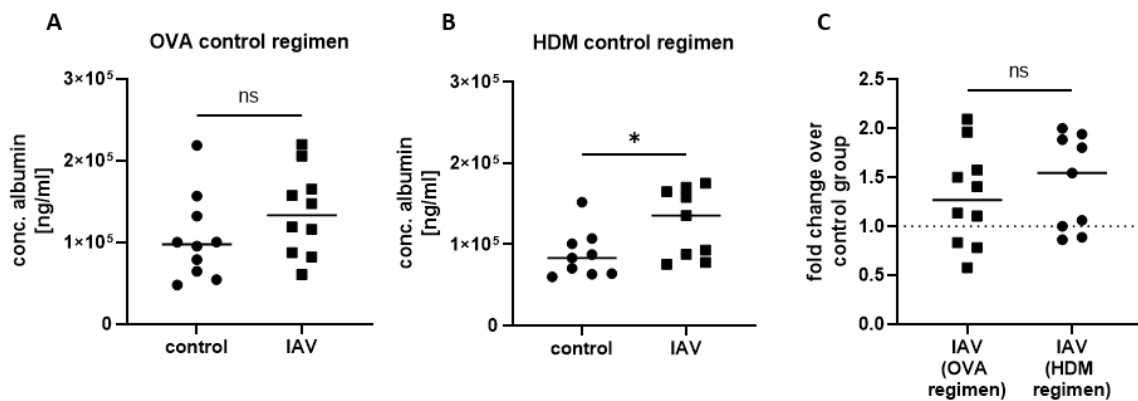 A
OVA control regimen
conc. albumin
[ng/ml]
3×10⁵
2×10⁵
1×10⁵
0
ns
control
IAV
B
HDM control regimen
conc. albumin
[ng/ml]
3×10⁵
2×10⁵
1×10⁵
0
*
control
IAV
C
fold change over
control group
2.5
2.0
1.5
1.0
0.5
0.0
ns
IAV
(OVA
regimen)
IAV
(HDM
regimen)